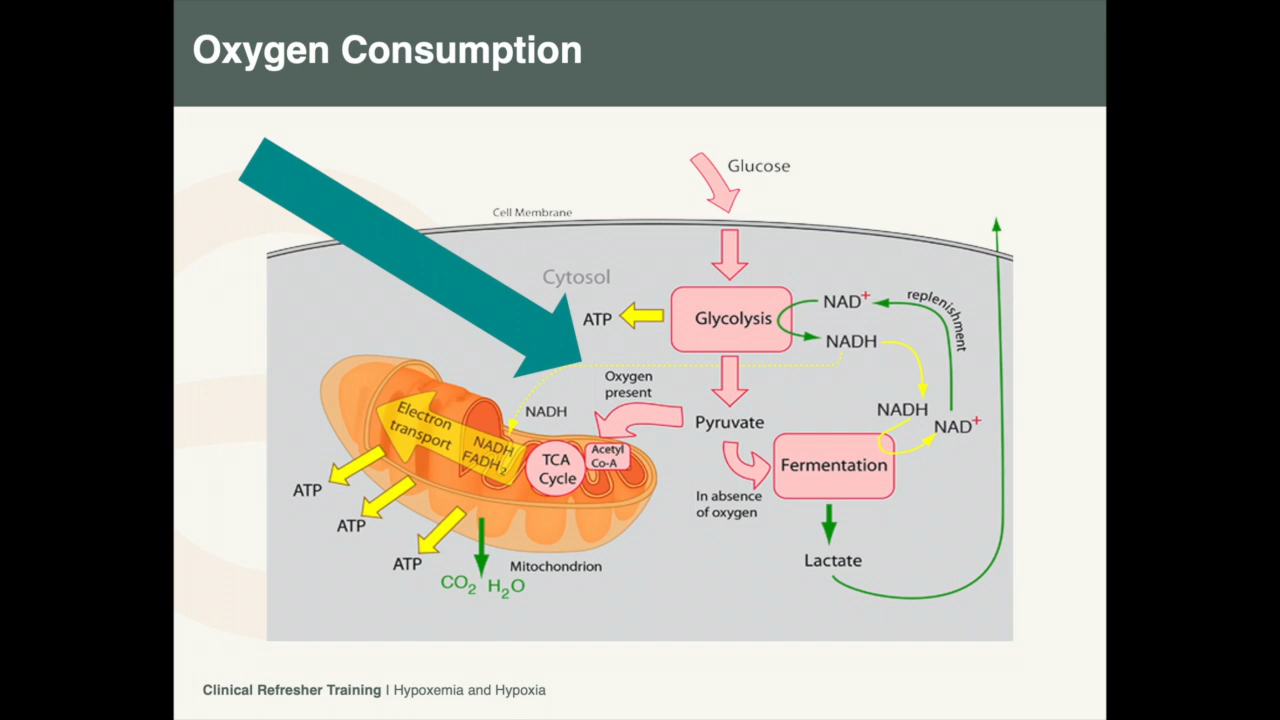 Oxygen Consumption
Glucose
Cell Membrane
Cytosol
ATP
Glycolysis
NAD+
NADH
replenishment
Oxygen
present
NADH
Pyruvate
NADH
NAD+
Electron
transport
NADH
FADH2
TCA
Cycle
Acetyl
Co-A
Fermentation
In absence
of oxygen
ATP
ATP
ATP
Mitochondrion
CO2 H2O
Lactate
Clinical Refresher Training | Hypoxemia and Hypoxia